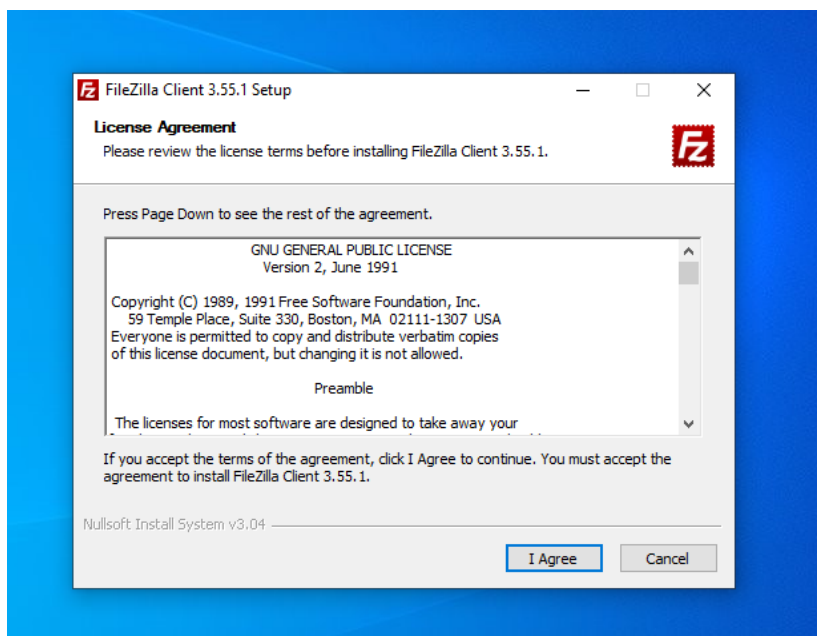 Fz FileZilla Client 3.55.1 Setup
License Agreement
Please review the license terms before installing FileZilla Client 3.55.1.
Fz
Press Page Down to see the rest of the agreement.
GNU GENERAL PUBLIC LICENSE
Version 2, June 1991
Copyright (C) 1989, 1991 Free Software Foundation, Inc.
59 Temple Place, Suite 330, Boston, MA 02111-1307 USA
Everyone is permitted to copy and distribute verbatim copies
of this license document, but changing it is not allowed.
Preamble
The licenses for most software are designed to take away your
If you accept the terms of the agreement, click I Agree to continue. You must accept the
agreement to install FileZilla Client 3.55.1.
Nullsoft Install System v3.04
I Agree Cancel